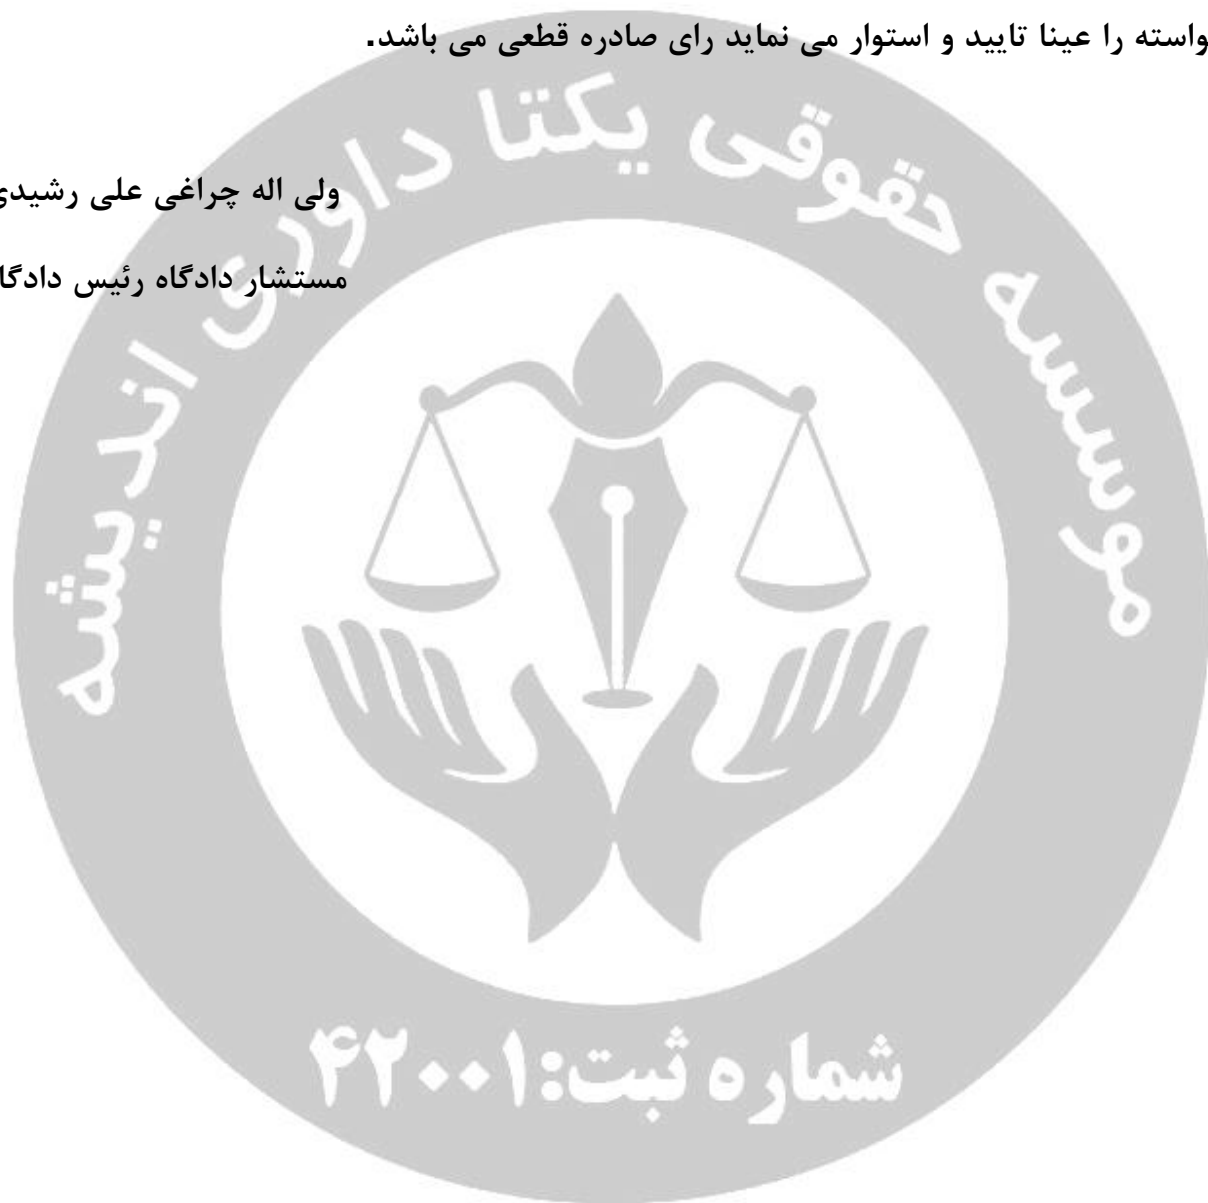 واسته را عینا تایید و استوار می نماید رای صادره قطعی می باشد.
ولی اله چراغی علی رشیدی
مستشار دادگاه رئیس دادگا
موسسه حقوقی یکتا داوری اندیشه
شماره ثبت:۴۲۰۰۱